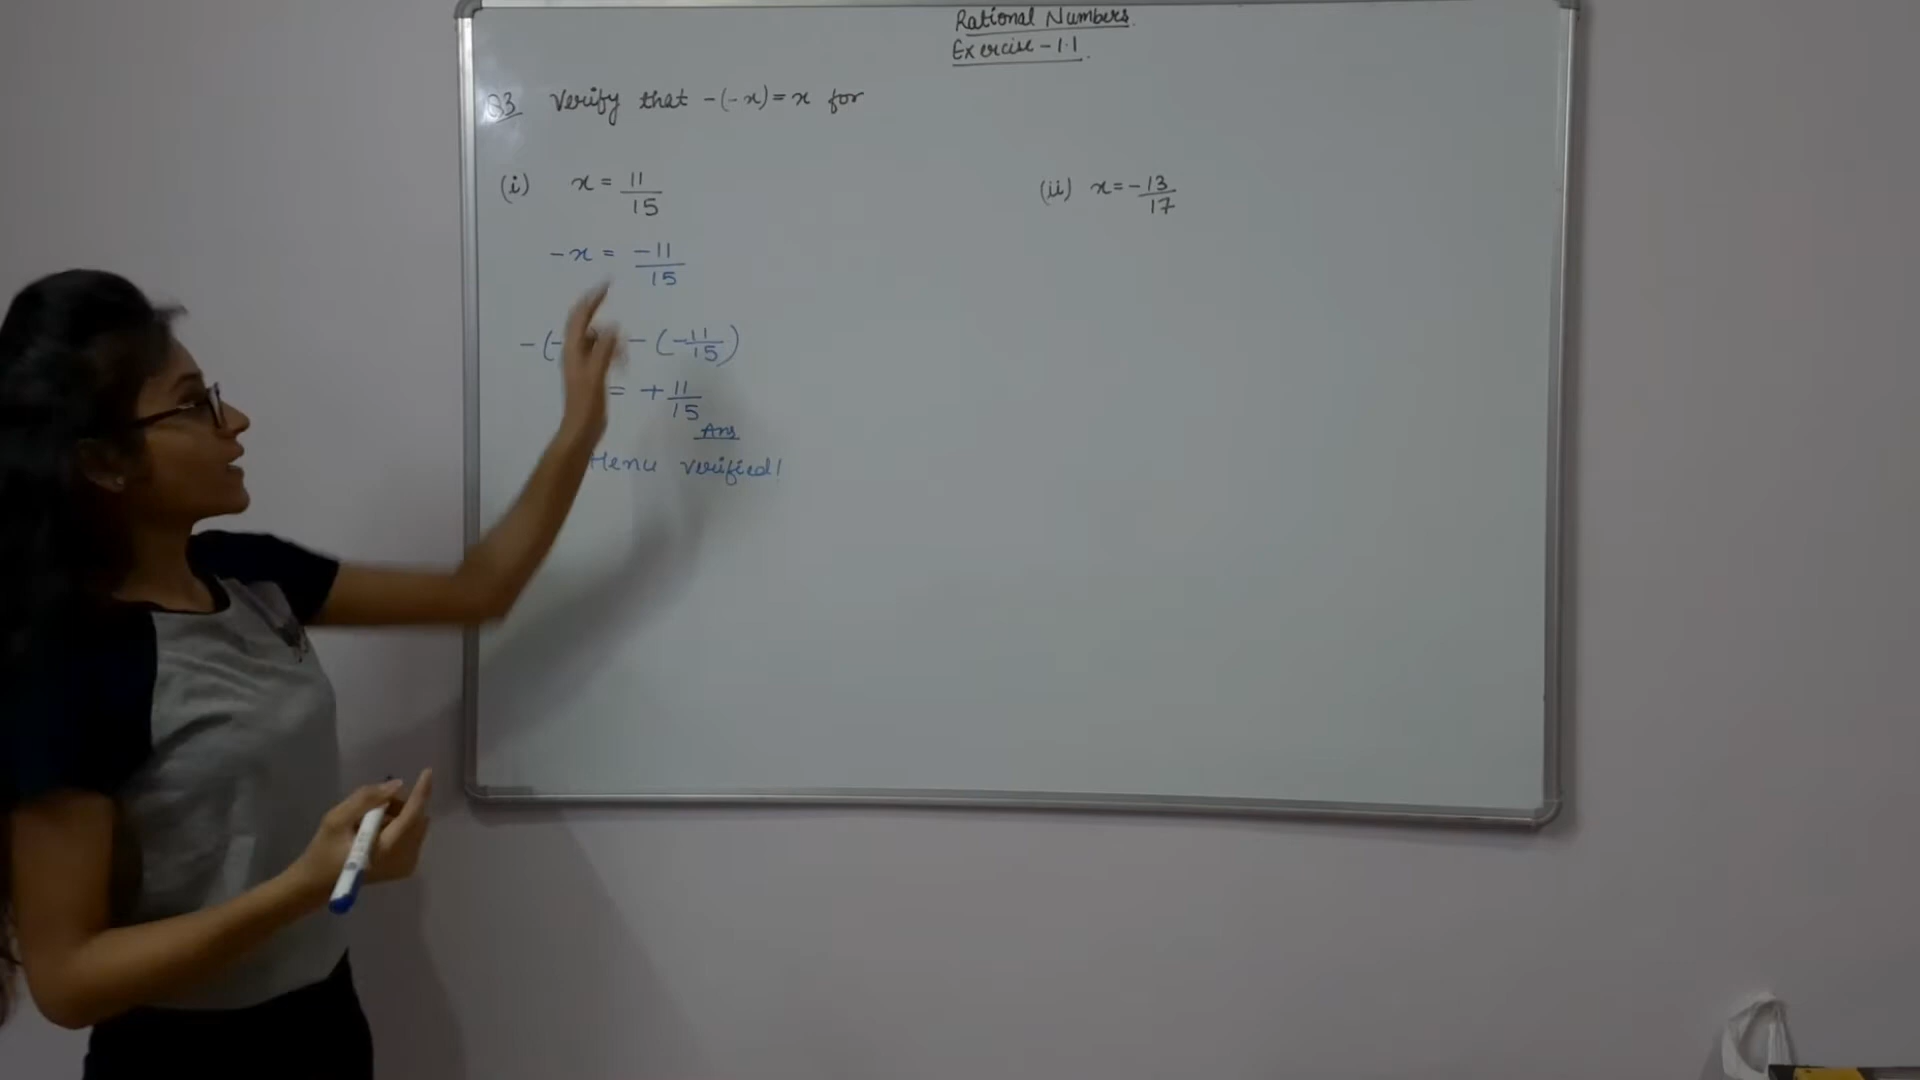 Rational Numbers.
Exercise - 1.1.
Q3 Verify that -(-x) = x for
(i) x = 11/15
-x = -11/15
-(- - (-11/15)
= + 11/15
Ans
Hence verified!
(ii) x = -13/17